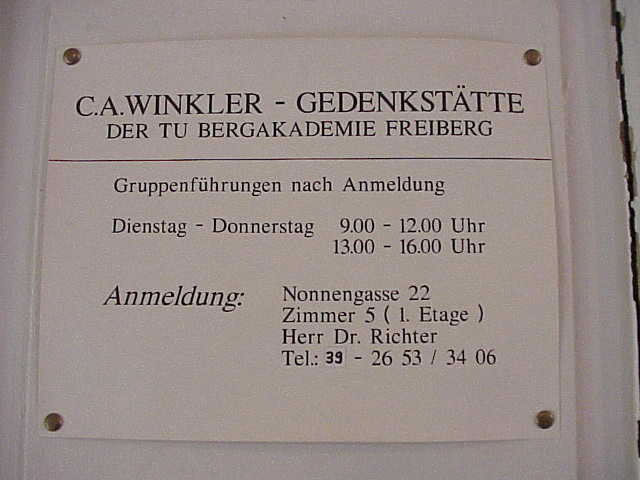 C.A.WINKLER - GEDENKSTÄTTE
DER TU BERGAKADEMIE FREIBERG
Gruppenführungen nach Anmeldung
Dienstag - Donnerstag 9.00 - 12.00 Uhr
13.00 - 16.00 Uhr
Anmeldung: Nonnengasse 22
Zimmer 5 ( 1. Etage )
Herr Dr. Richter
Tel.: 39 - 26 53 / 34 06